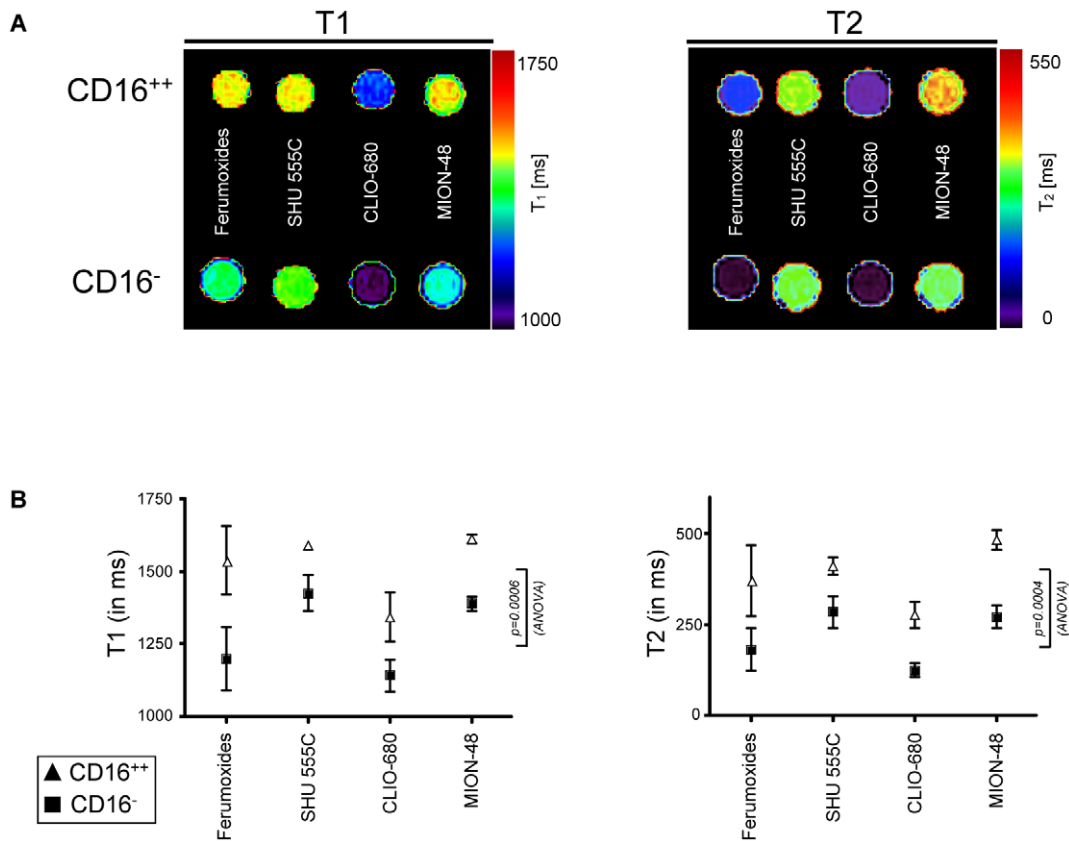 A
T1
T2
CD16++
CD16-
Ferumoxides
SHU 555C
CLIO-680
MION-48
1750
T1 [ms]
1000
Ferumoxides
SHU 555C
CLIO-680
MION-48
550
T2 [ms]
0
B
T1 (in ms)
1750
1500
1250
1000
p=0.0006
(ANOVA)
Ferumoxides
SHU 555C
CLIO-680
MION-48
T2 (in ms)
500
250
0
p=0.0004
(ANOVA)
Ferumoxides
SHU 555C
CLIO-680
MION-48
CD16++
CD16-